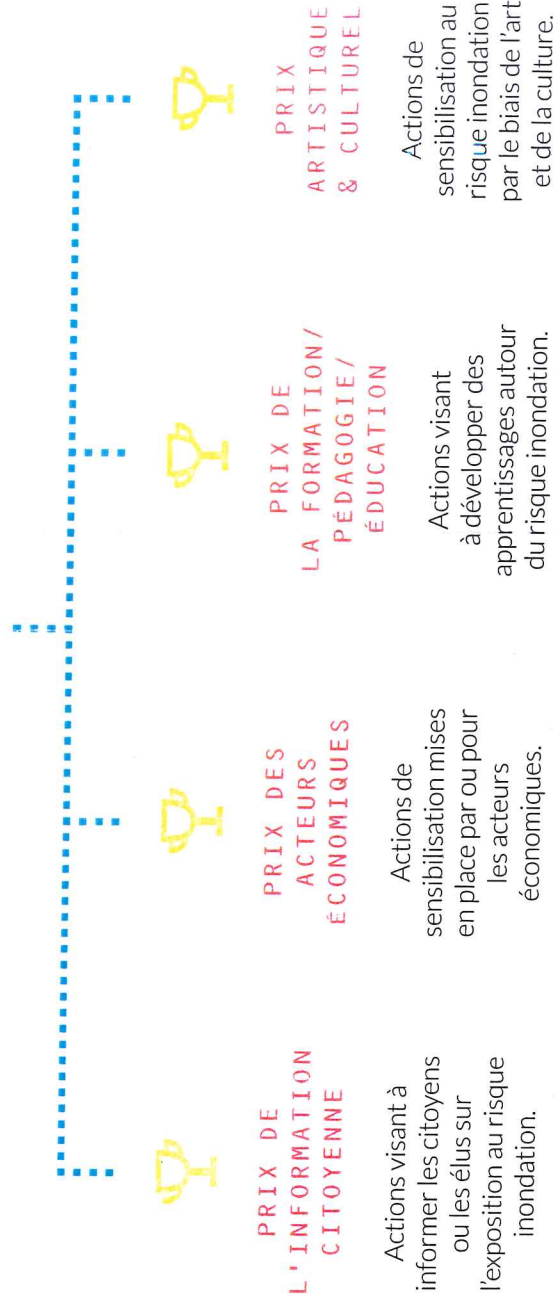 PRIX DE
L'INFORMATION
CITOYENNE
Actions visant à
informer les citoyens
ou les élus sur
l'exposition au risque
inondation.
PRIX DES
ACTEURS
ÉCONOMIQUES
Actions de
sensibilisation mises
en place par ou pour
les acteurs
économiques.
PRIX DE
LA FORMATION/
PÉDAGOGIE/
ÉDUCATION
Actions visant
à développer des
apprentissages autour
du risque inondation.
PRIX
ARTISTIQUE
& CULTUREL
Actions de
sensibilisation au
risque inondation
par le biais de l'art
et de la culture.